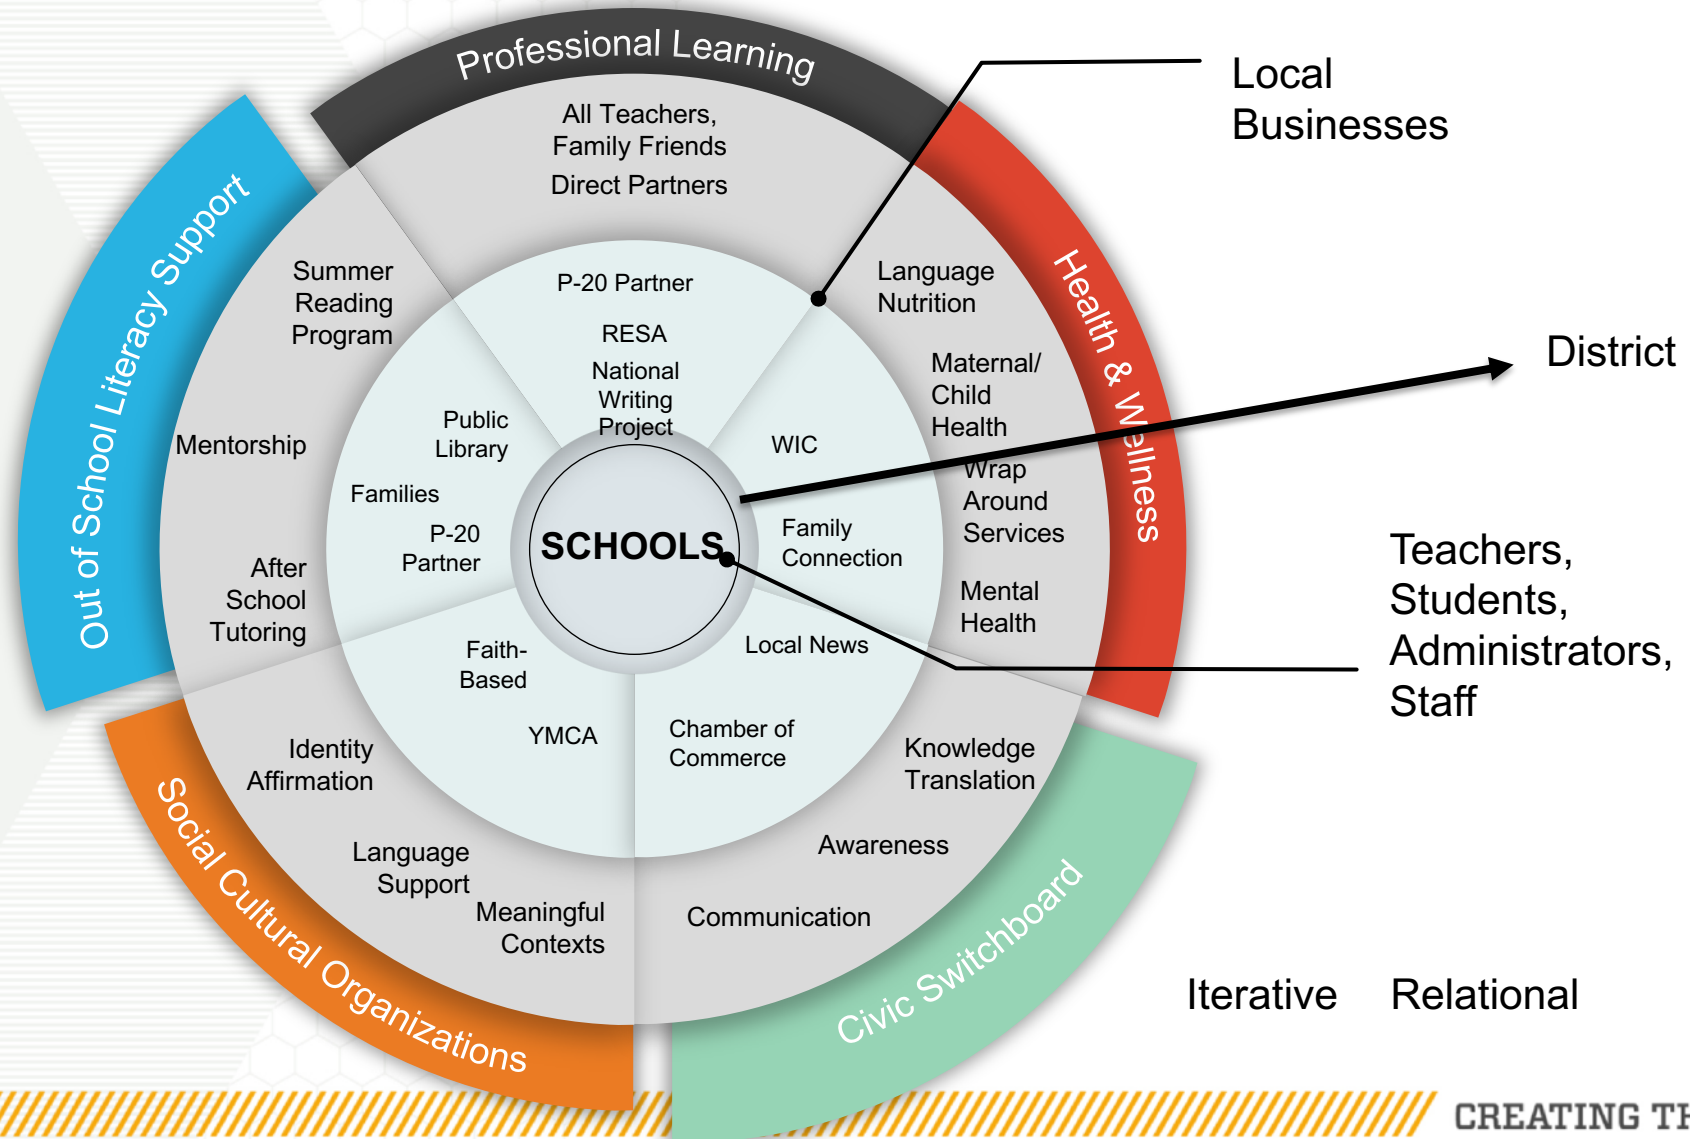 Professional Learning
All Teachers,
Family Friends
Direct Partners
P-20 Partner
RESA
National
Writing
Project
Local
Businesses
Health & Wellness
Language
Nutrition
Maternal/
Child
Health
Wrap
Around
Services
Mental
Health
WIC
Family
Connection
District
Teachers,
Students,
Administrators,
Staff
SCHOOLS
Out of School Literacy Support
Summer
Reading
Program
Mentorship
After
School
Tutoring
Public
Library
Families
P-20
Partner
Social Cultural Organizations
Identity
Affirmation
Language
Support
Meaningful
Contexts
Faith-
Based
YMCA
Civic Switchboard
Local News
Chamber of
Commerce
Knowledge
Translation
Awareness
Communication
Iterative Relational
CREATING